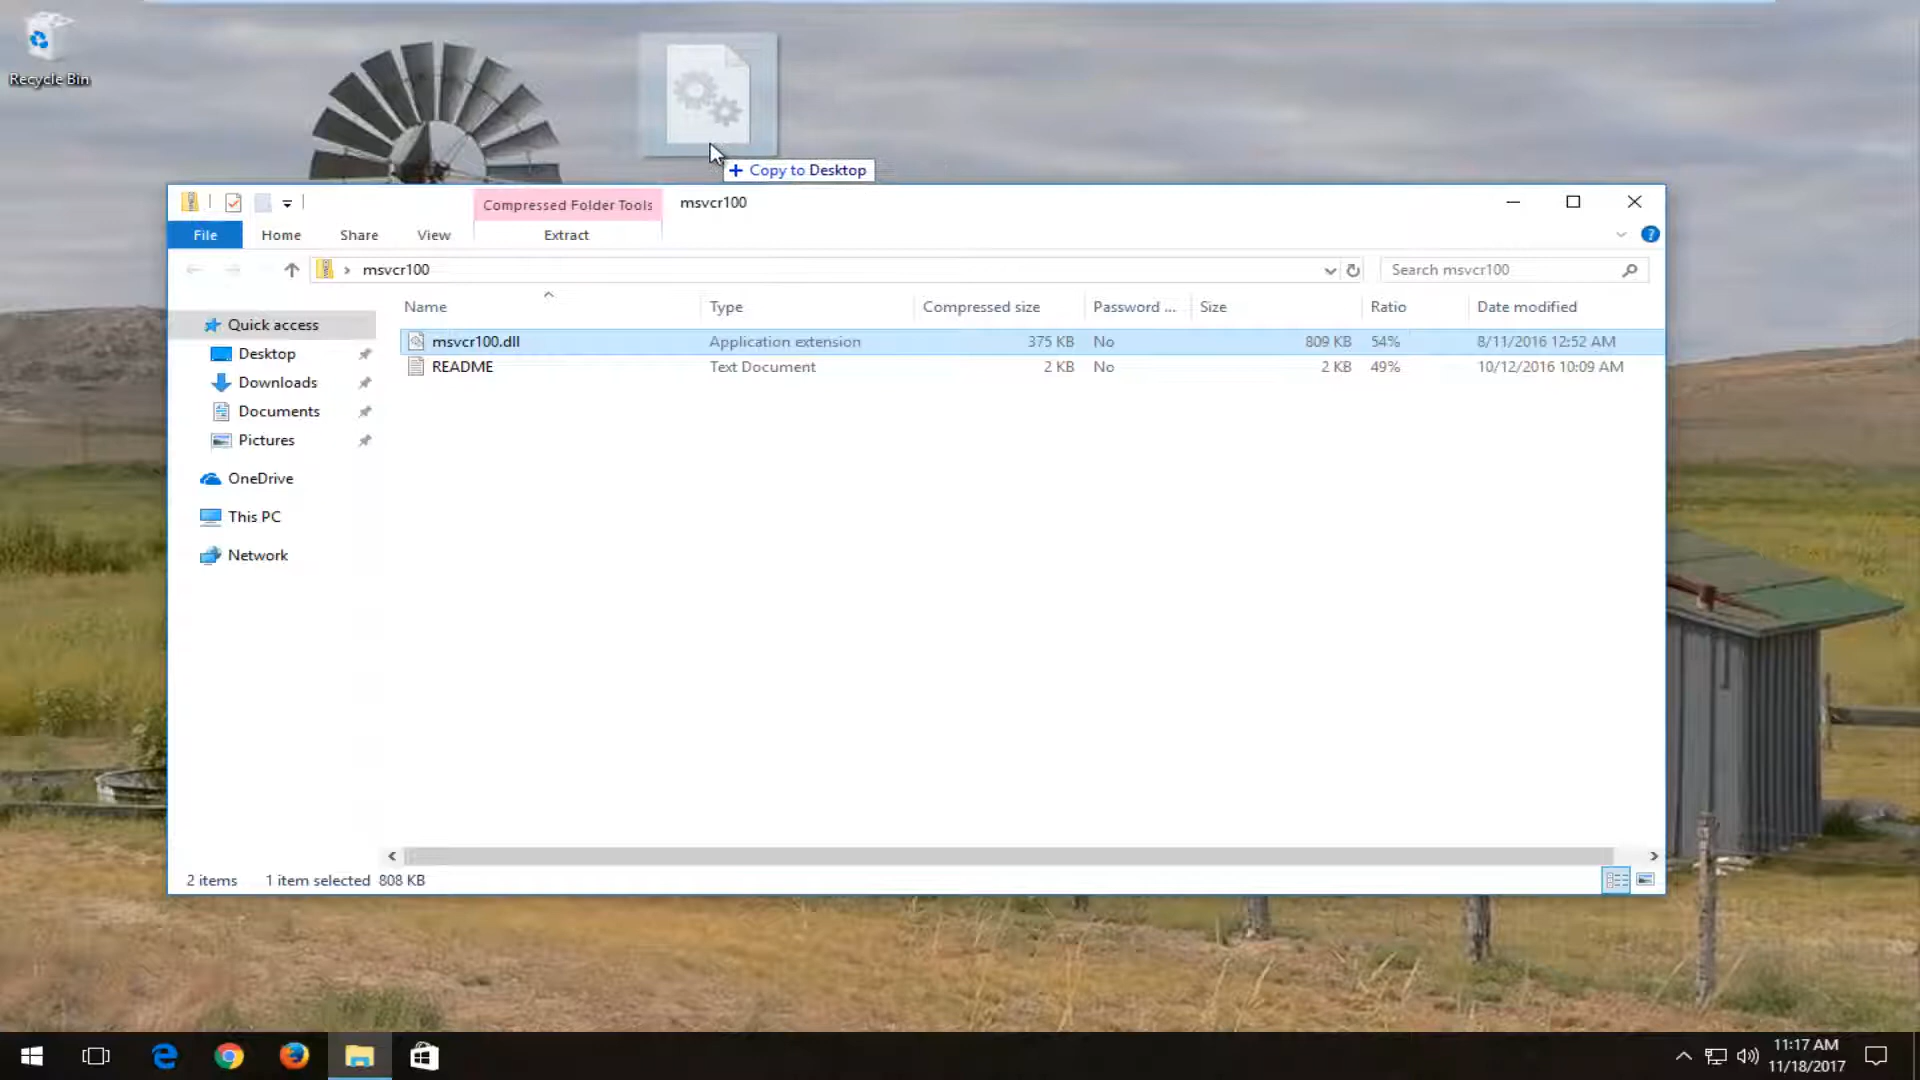 Recycle Bin
+ Copy to Desktop
Compressed Folder Tools
msvcr100
File
Home
Share
View
Extract
msvcr100
Search msvcr100
Name
Type
Compressed size
Password ...
Size
Ratio
Date modified
Quick access
Desktop
Downloads
Documents
Pictures
OneDrive
This PC
Network
msvcr100.dll Application extension 375 KB No 809 KB 54% 8/11/2016 12:52 AM
README Text Document 2 KB No 2 KB 49% 10/12/2016 10:09 AM
2 items 1 item selected 808 KB
11:17 AM
11/18/2017